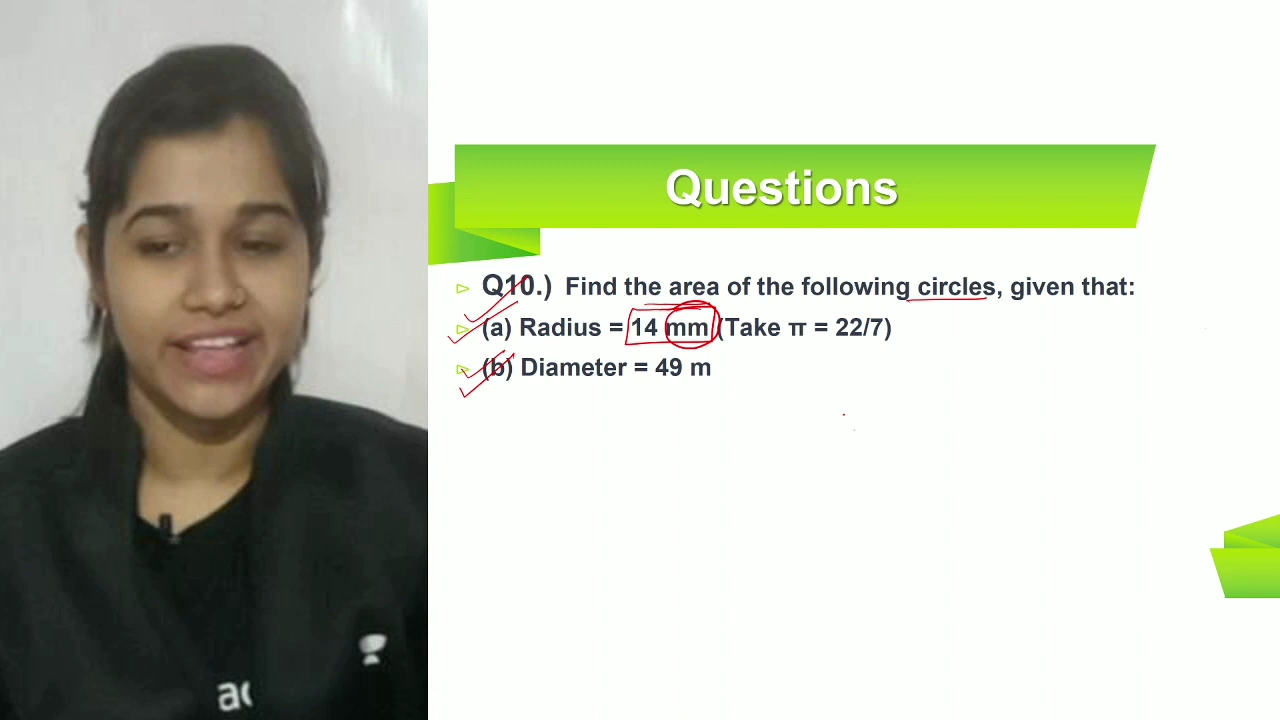 Questions
Q10.) Find the area of the following circles, given that:
(a) Radius = 14 mm (Take π = 22/7)
(b) Diameter = 49 m